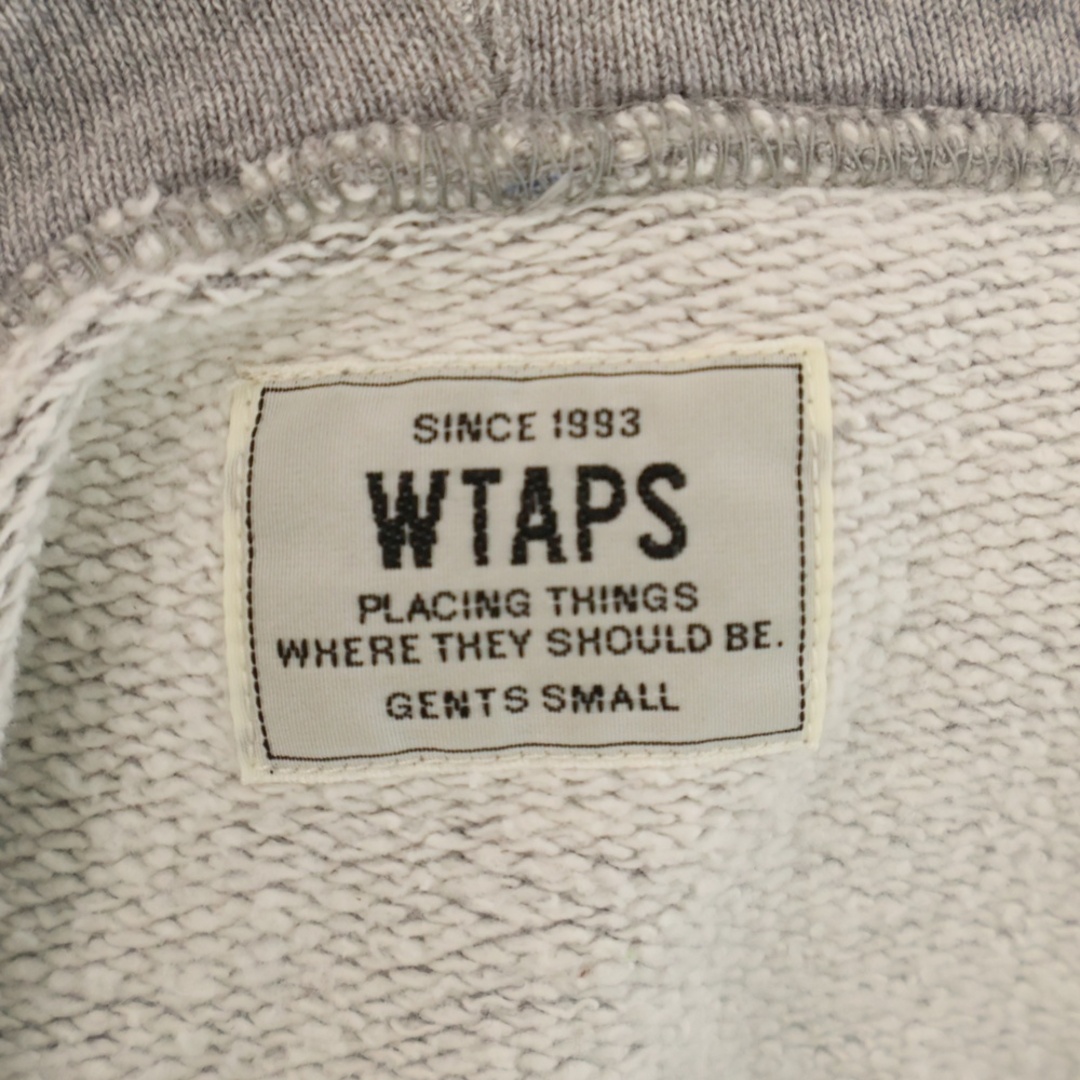 SINCE 1993
WTAPS
PLACING THINGS
WHERE THEY SHOULD BE.
GENTS SMALL